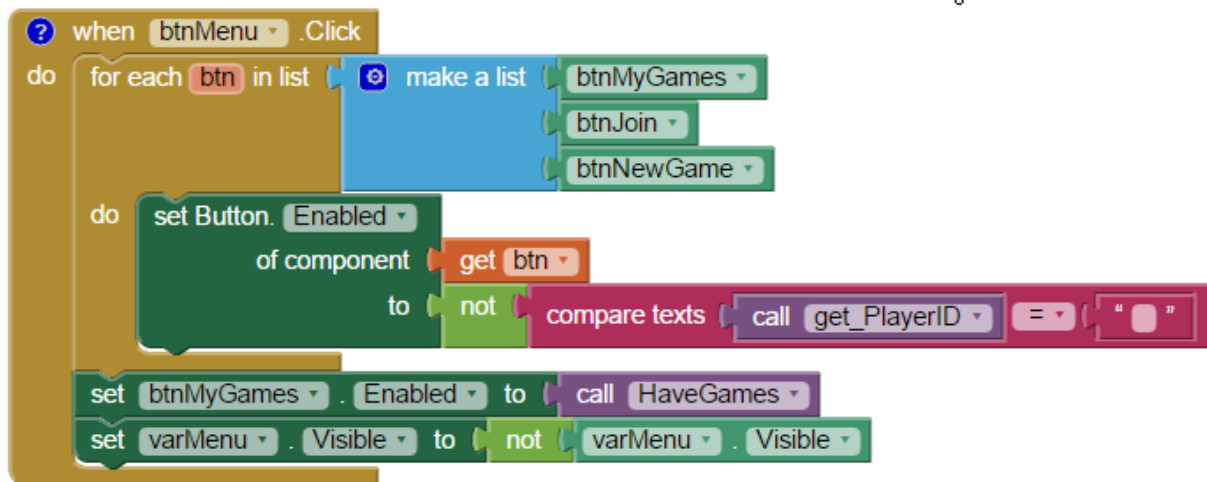 ? when btnMenu .Click
do for each btn in list make a list btnMyGames
btnJoin
btnNewGame
do set Button. Enabled
of component get btn
to not compare texts call get_PlayerID = " "
set btnMyGames . Enabled to call HaveGames
set varMenu . Visible to not varMenu . Visible